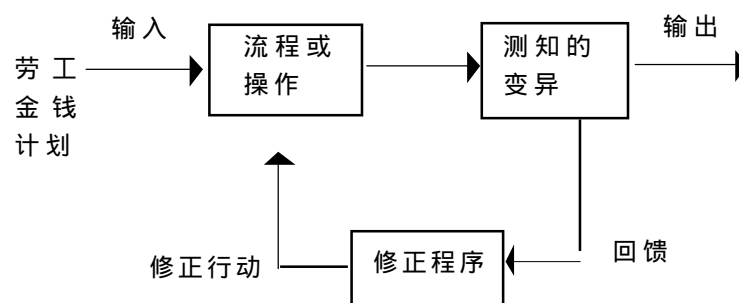 输入
劳工
金钱
计划
流程或
操作
测知的
变异
输出
修正行动
修正程序
回馈